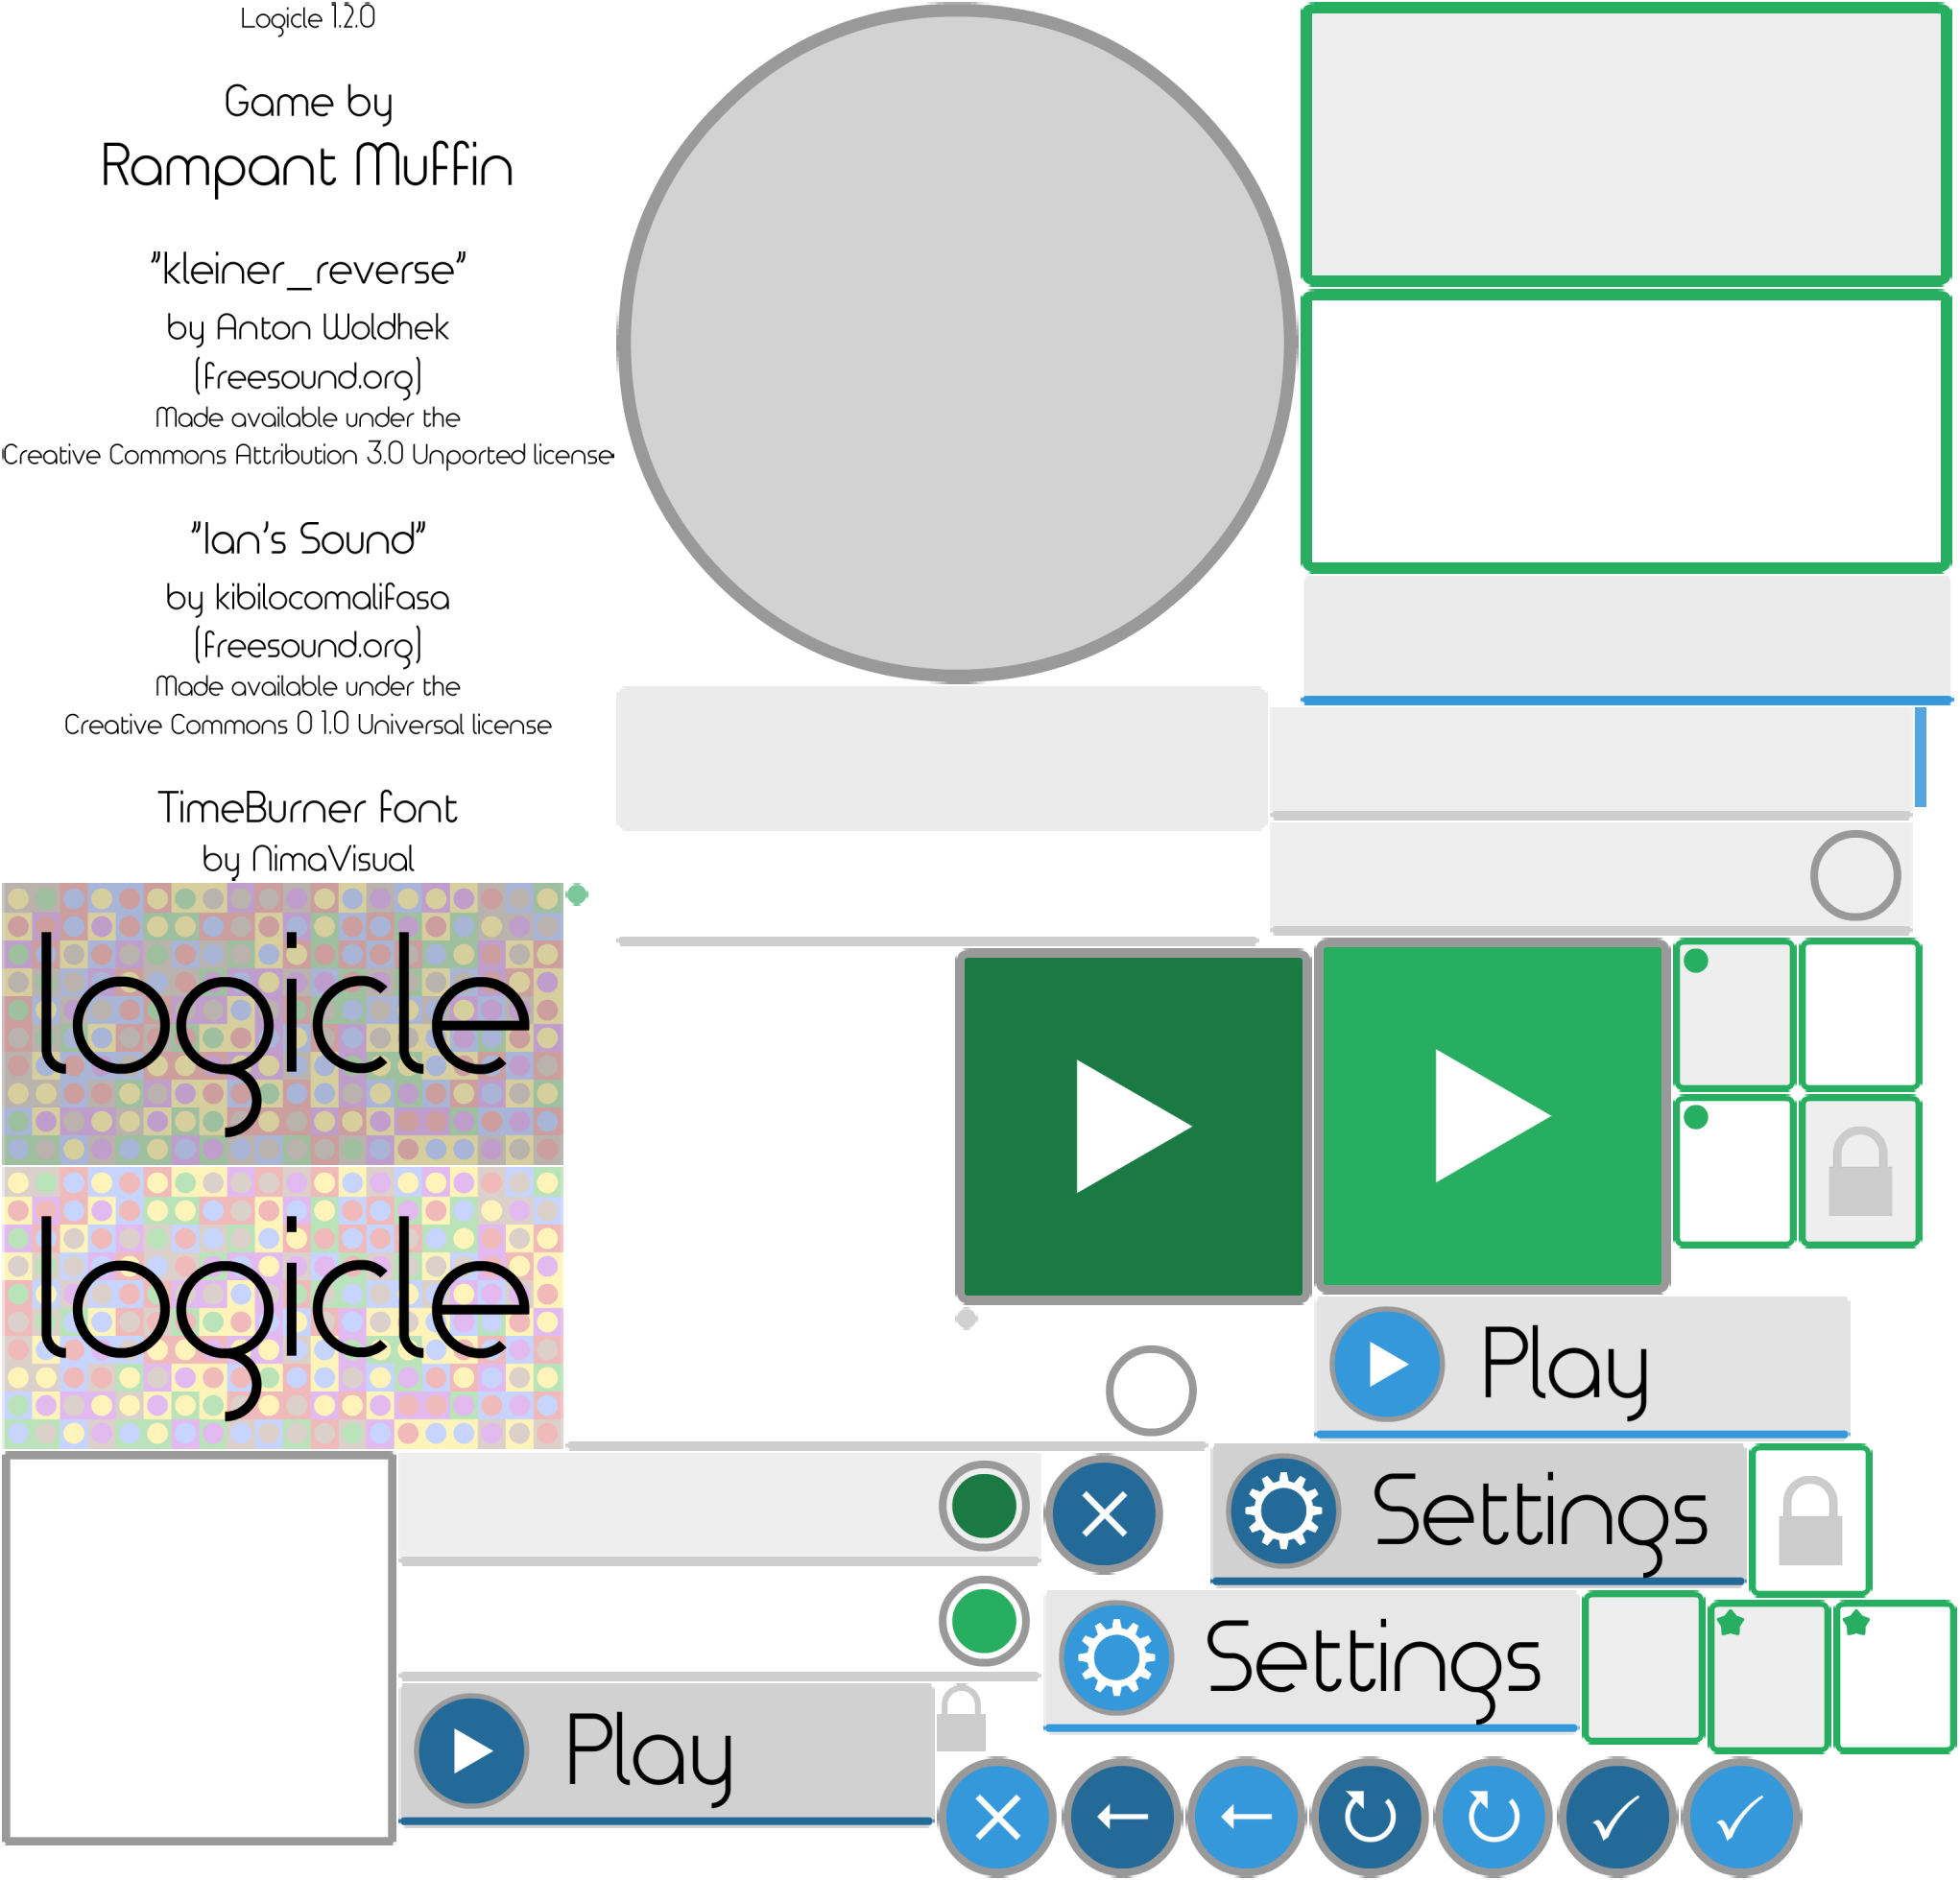 Logicle 1.2.0
Game by
Rampant Muffin
"kleiner_reverse"
by Anton Woldhek
(freesound.org)
Made available under the
Creative Commons Attribution 3.0 Unported license
"Ian's Sound"
by kibilocomalifasa
(freesound.org)
Made available under the
Creative Commons 0 1.0 Universal license
TimeBurner font
by NimaVisual
logicle
logicle
Play
Settings
Settings
Play